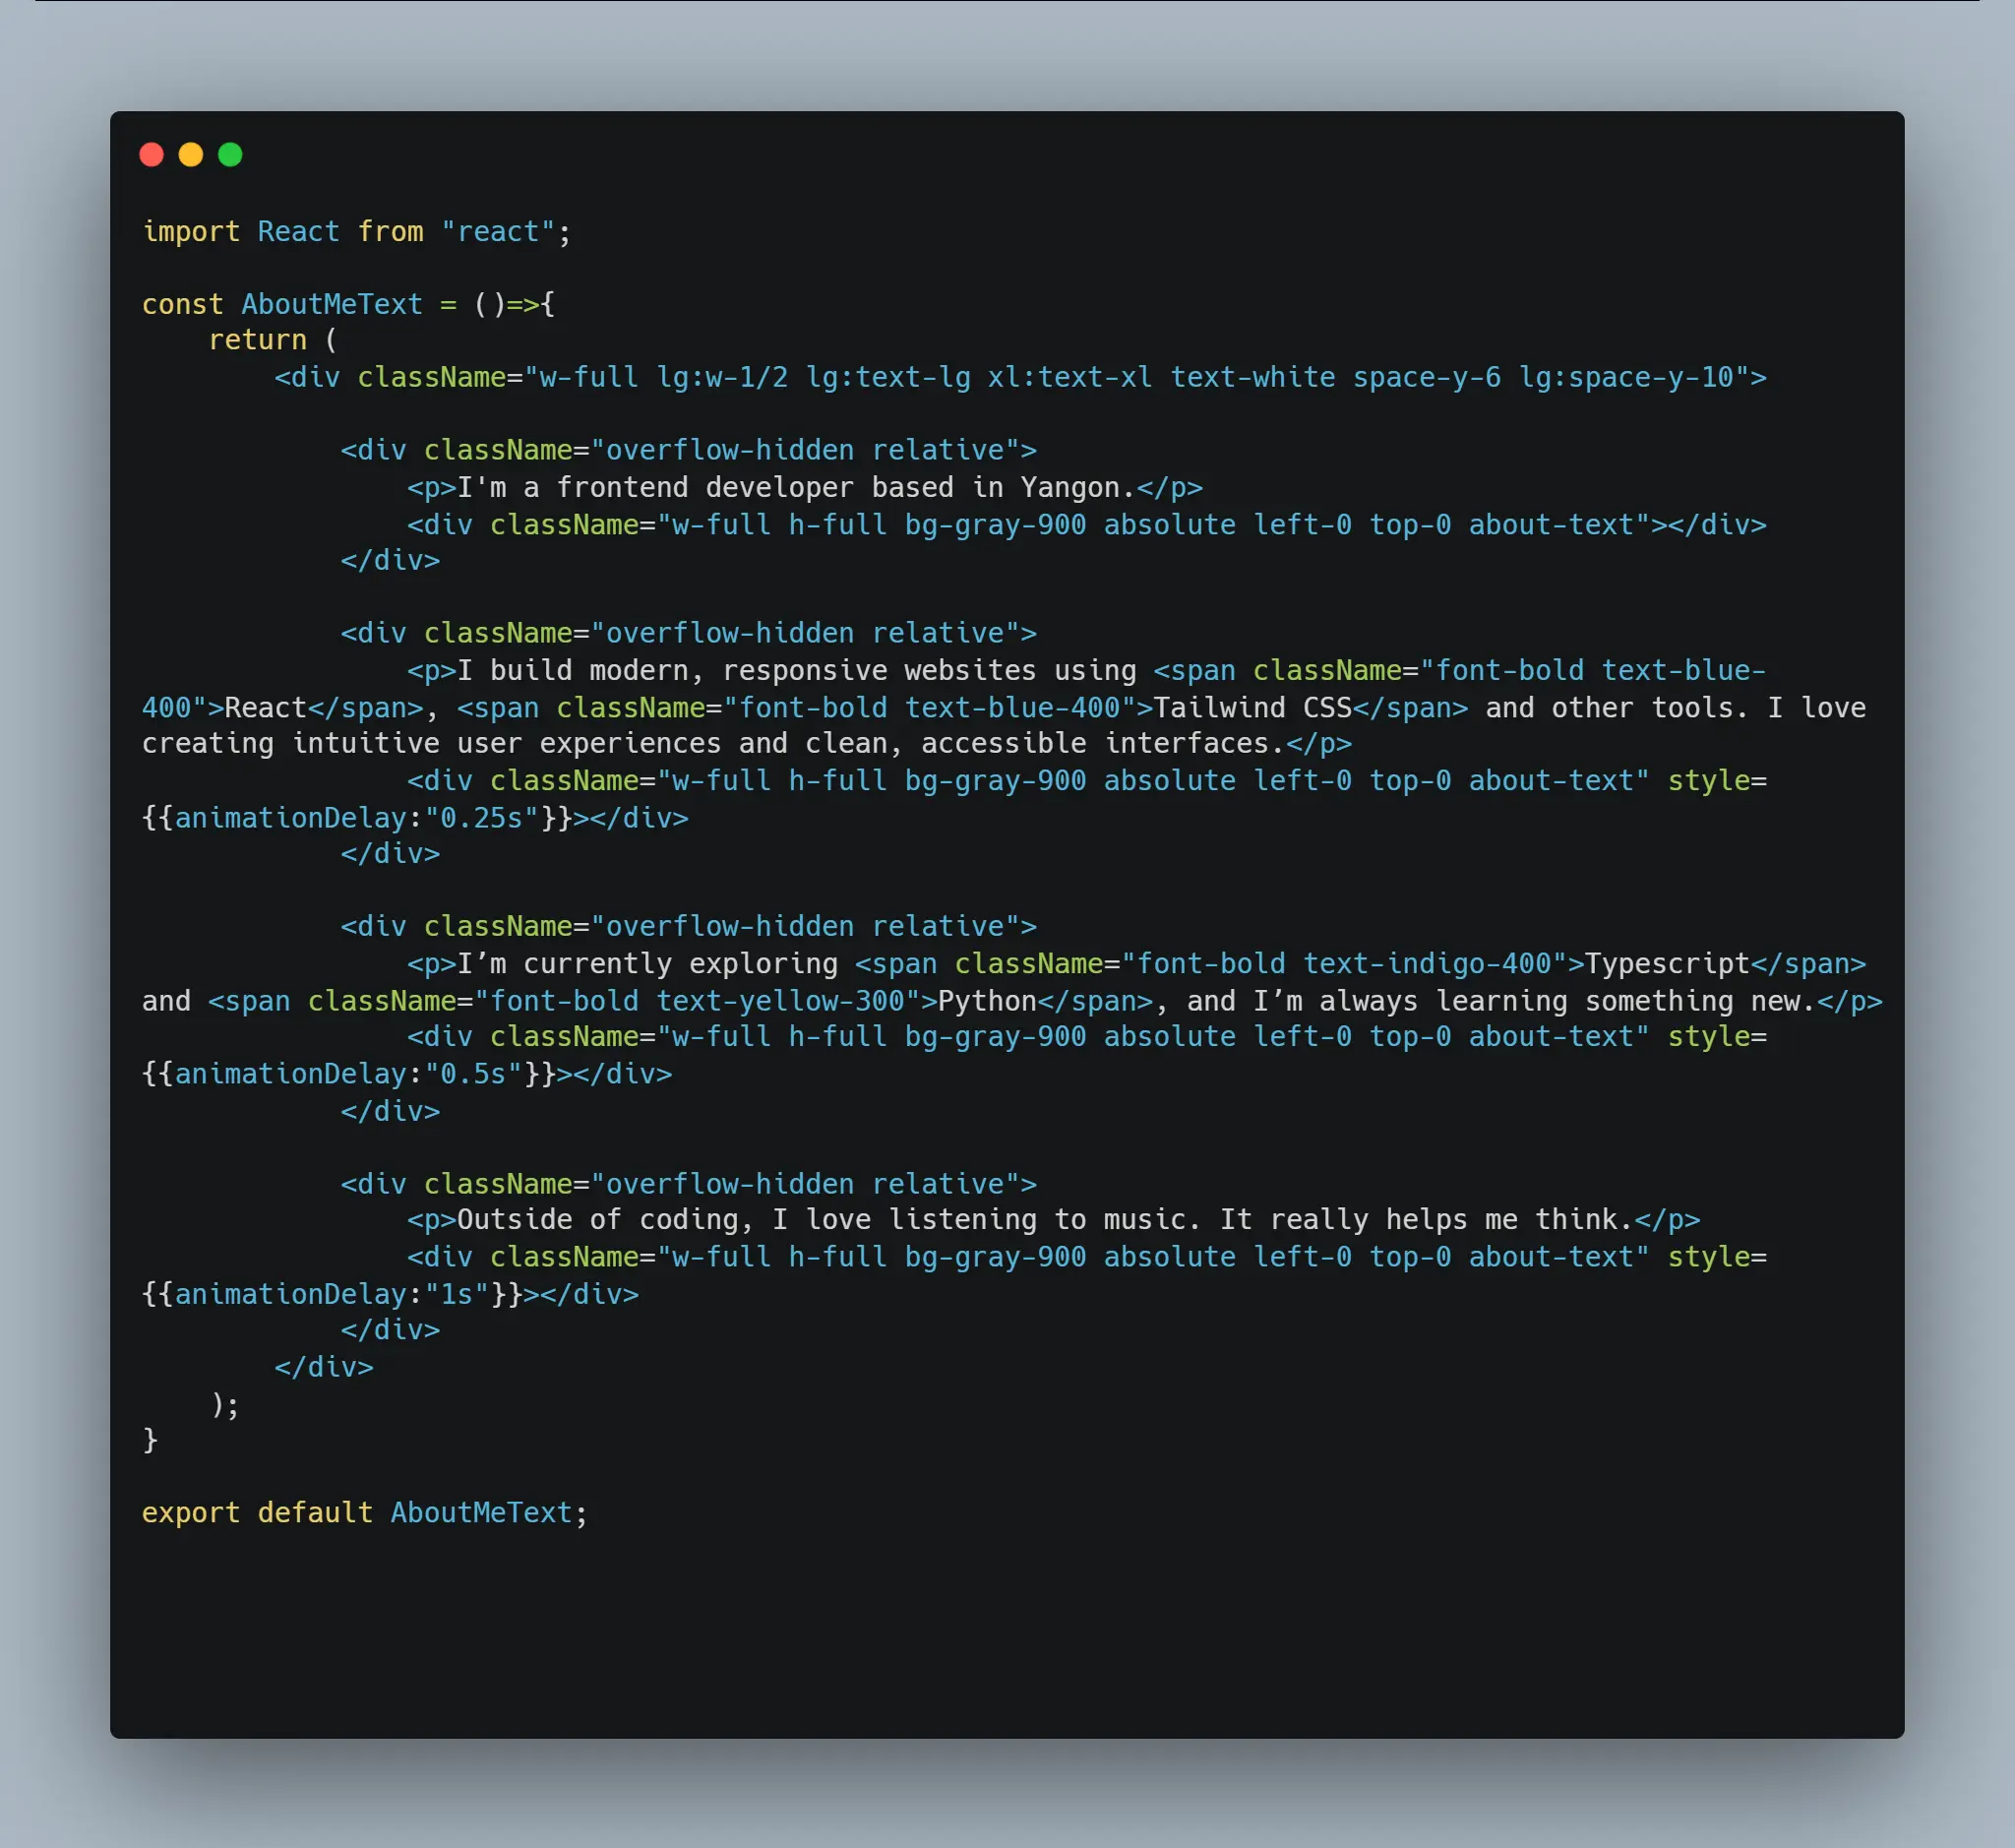 import React from "react";
const AboutMeText = ()=>{
    return (
        <div className="w-full lg:w-1/2 lg:text-lg xl:text-xl text-white space-y-6 lg:space-y-10">
            <div className="overflow-hidden relative">
                <p>I'm a frontend developer based in Yangon.</p>
                <div className="w-full h-full bg-gray-900 absolute left-0 top-0 about-text"></div>
            </div>
            <div className="overflow-hidden relative">
                <p>I build modern, responsive websites using <span className="font-bold text-blue-
400">React</span>, <span className="font-bold text-blue-400">Tailwind CSS</span> and other tools. I love
creating intuitive user experiences and clean, accessible interfaces.</p>
                <div className="w-full h-full bg-gray-900 absolute left-0 top-0 about-text" style=
{{animationDelay:"0.25s"}}></div>
            </div>
            <div className="overflow-hidden relative">
                <p>I’m currently exploring <span className="font-bold text-indigo-400">Typescript</span>
and <span className="font-bold text-yellow-300">Python</span>, and I’m always learning something new.</p>
                <div className="w-full h-full bg-gray-900 absolute left-0 top-0 about-text" style=
{{animationDelay:"0.5s"}}></div>
            </div>
            <div className="overflow-hidden relative">
                <p>Outside of coding, I love listening to music. It really helps me think.</p>
                <div className="w-full h-full bg-gray-900 absolute left-0 top-0 about-text" style=
{{animationDelay:"1s"}}></div>
            </div>
        </div>
    );
}
export default AboutMeText;